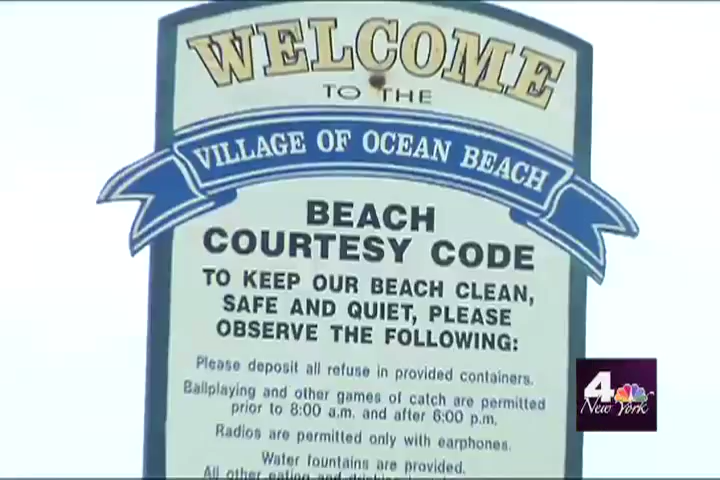 WELCOME
TO THE
VILLAGE OF OCEAN BEACH
BEACH
COURTESY CODE
TO KEEP OUR BEACH CLEAN,
SAFE AND QUIET, PLEASE
OBSERVE THE FOLLOWING:
Please deposit all refuse in provided containers.
Ballplaying and other games of catch are permitted
prior to 8:00 a.m. and after 6:00 p.m.
Radios are permitted only with earphones.
Water fountains are provided.
All other eating and
4
New York